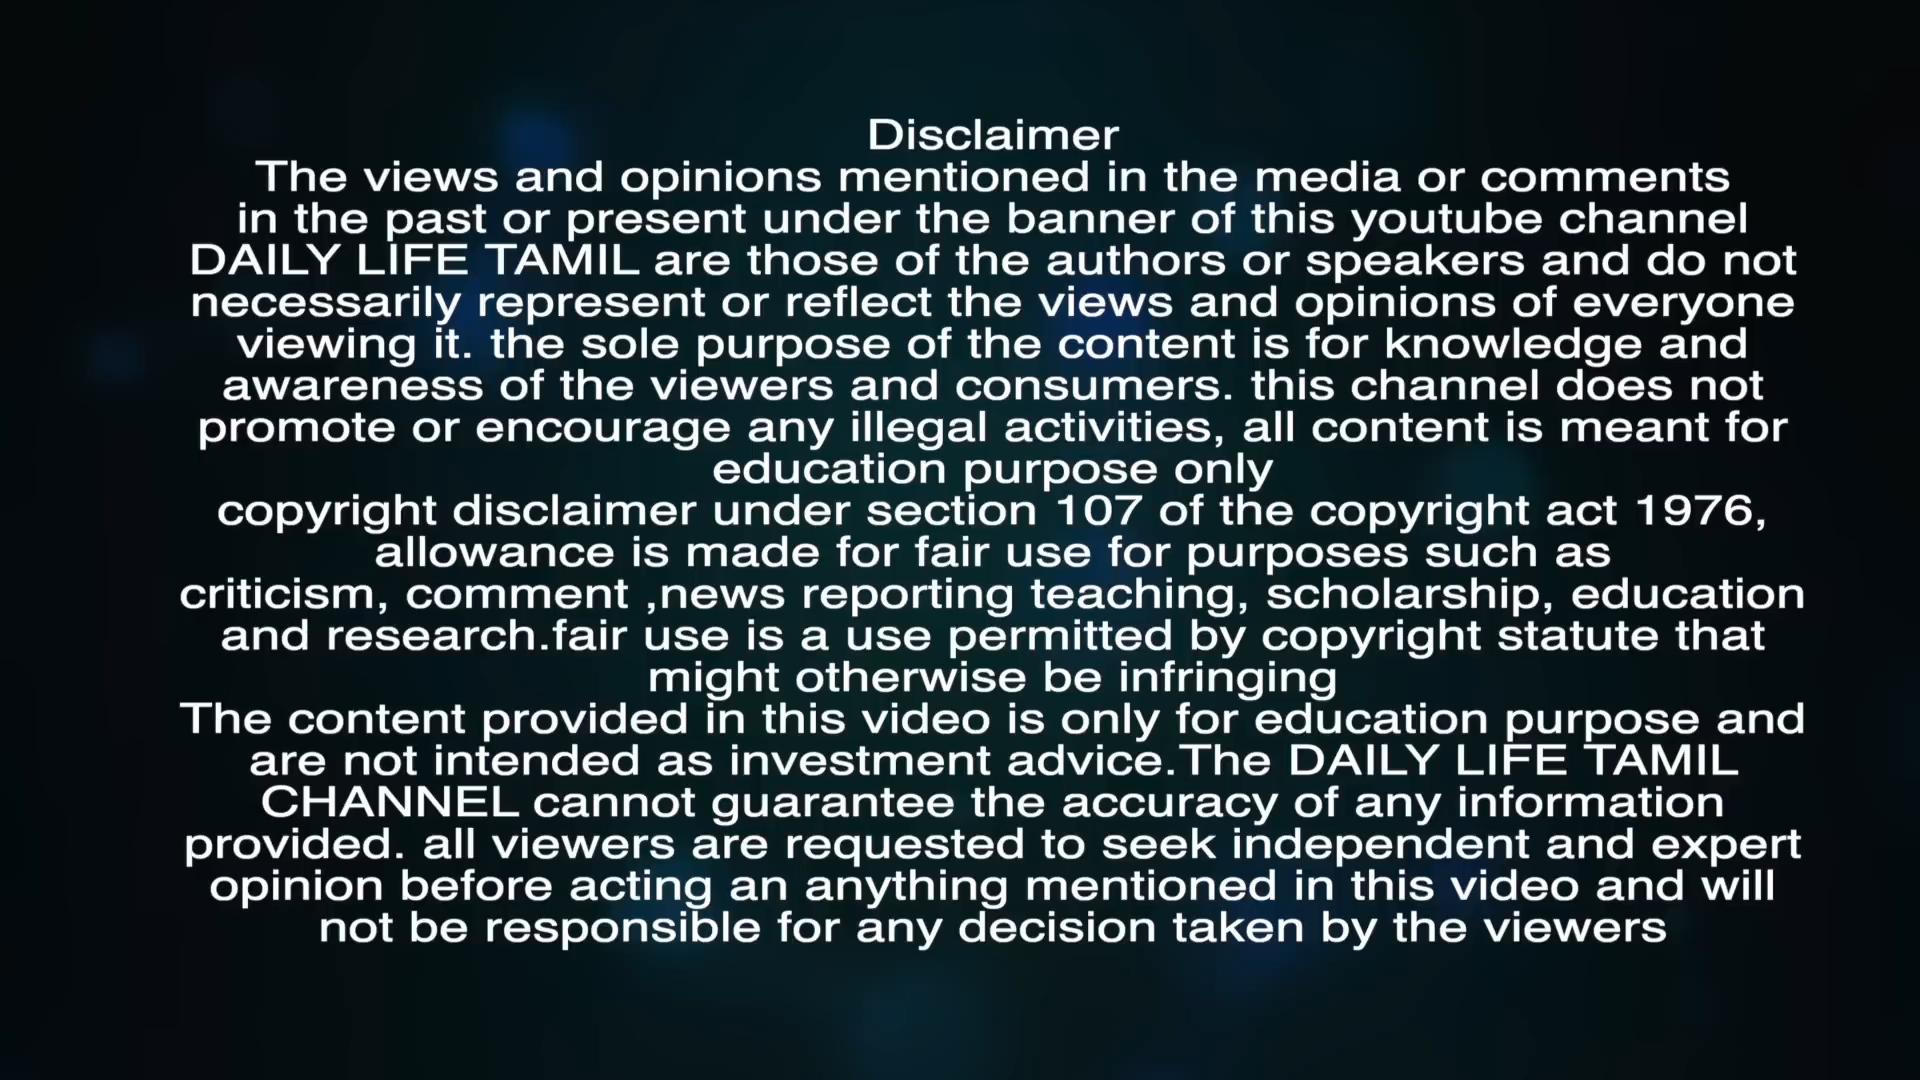 Disclaimer
The views and opinions mentioned in the media or comments
in the past or present under the banner of this youtube channel
DAILY LIFE TAMIL are those of the authors or speakers and do not
necessarily represent or reflect the views and opinions of everyone
viewing it. the sole purpose of the content is for knowledge and
awareness of the viewers and consumers. this channel does not
promote or encourage any illegal activities, all content is meant for
education purpose only
copyright disclaimer under section 107 of the copyright act 1976,
allowance is made for fair use for purposes such as
criticism, comment ,news reporting teaching, scholarship, education
and research.fair use is a use permitted by copyright statute that
might otherwise be infringing
The content provided in this video is only for education purpose and
are not intended as investment advice.The DAILY LIFE TAMIL
CHANNEL cannot guarantee the accuracy of any information
provided. all viewers are requested to seek independent and expert
opinion before acting an anything mentioned in this video and will
not be responsible for any decision taken by the viewers